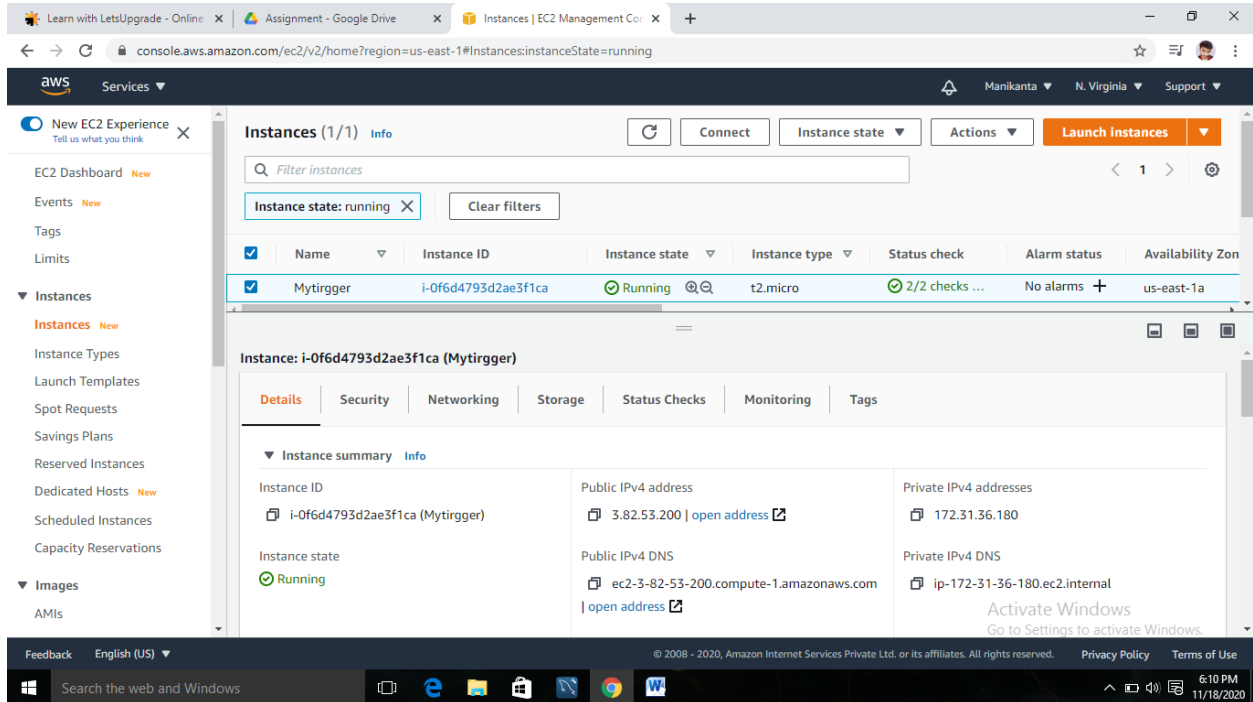 Learn with LetsUpgrade - Online
Assignment - Google Drive
Instances | EC2 Management Con
console.aws.amazon.com/ec2/v2/home?region=us-east-1#Instances:instanceState=running
aws Services Manikanta N. Virginia Support
New EC2 Experience
Tell us what you think
EC2 Dashboard New
Events New
Tags
Limits
Instances
Instances New
Instance Types
Launch Templates
Spot Requests
Savings Plans
Reserved Instances
Dedicated Hosts New
Scheduled Instances
Capacity Reservations
Images
AMIs
Instances (1/1) Info Connect Instance state Actions Launch instances
Filter instances 1
Instance state: running Clear filters
Name Instance ID Instance state Instance type Status check Alarm status Availability Zon
Mytirgger i-0f6d4793d2ae3f1ca Running t2.micro 2/2 checks ... No alarms us-east-1a
Instance: i-0f6d4793d2ae3f1ca (Mytirgger)
Details Security Networking Storage Status Checks Monitoring Tags
Instance summary Info
Instance ID
i-0f6d4793d2ae3f1ca (Mytirgger)
Instance state
Running
Public IPv4 address
3.82.53.200 | open address
Public IPv4 DNS
ec2-3-82-53-200.compute-1.amazonaws.com
| open address
Private IPv4 addresses
172.31.36.180
Private IPv4 DNS
ip-172-31-36-180.ec2.internal
Activate Windows
Go to Settings to activate Windows.
Feedback English (US) © 2008 - 2020, Amazon Internet Services Private Ltd. or its affiliates. All rights reserved. Privacy Policy Terms of Use
Search the web and Windows
6:10 PM
11/18/2020